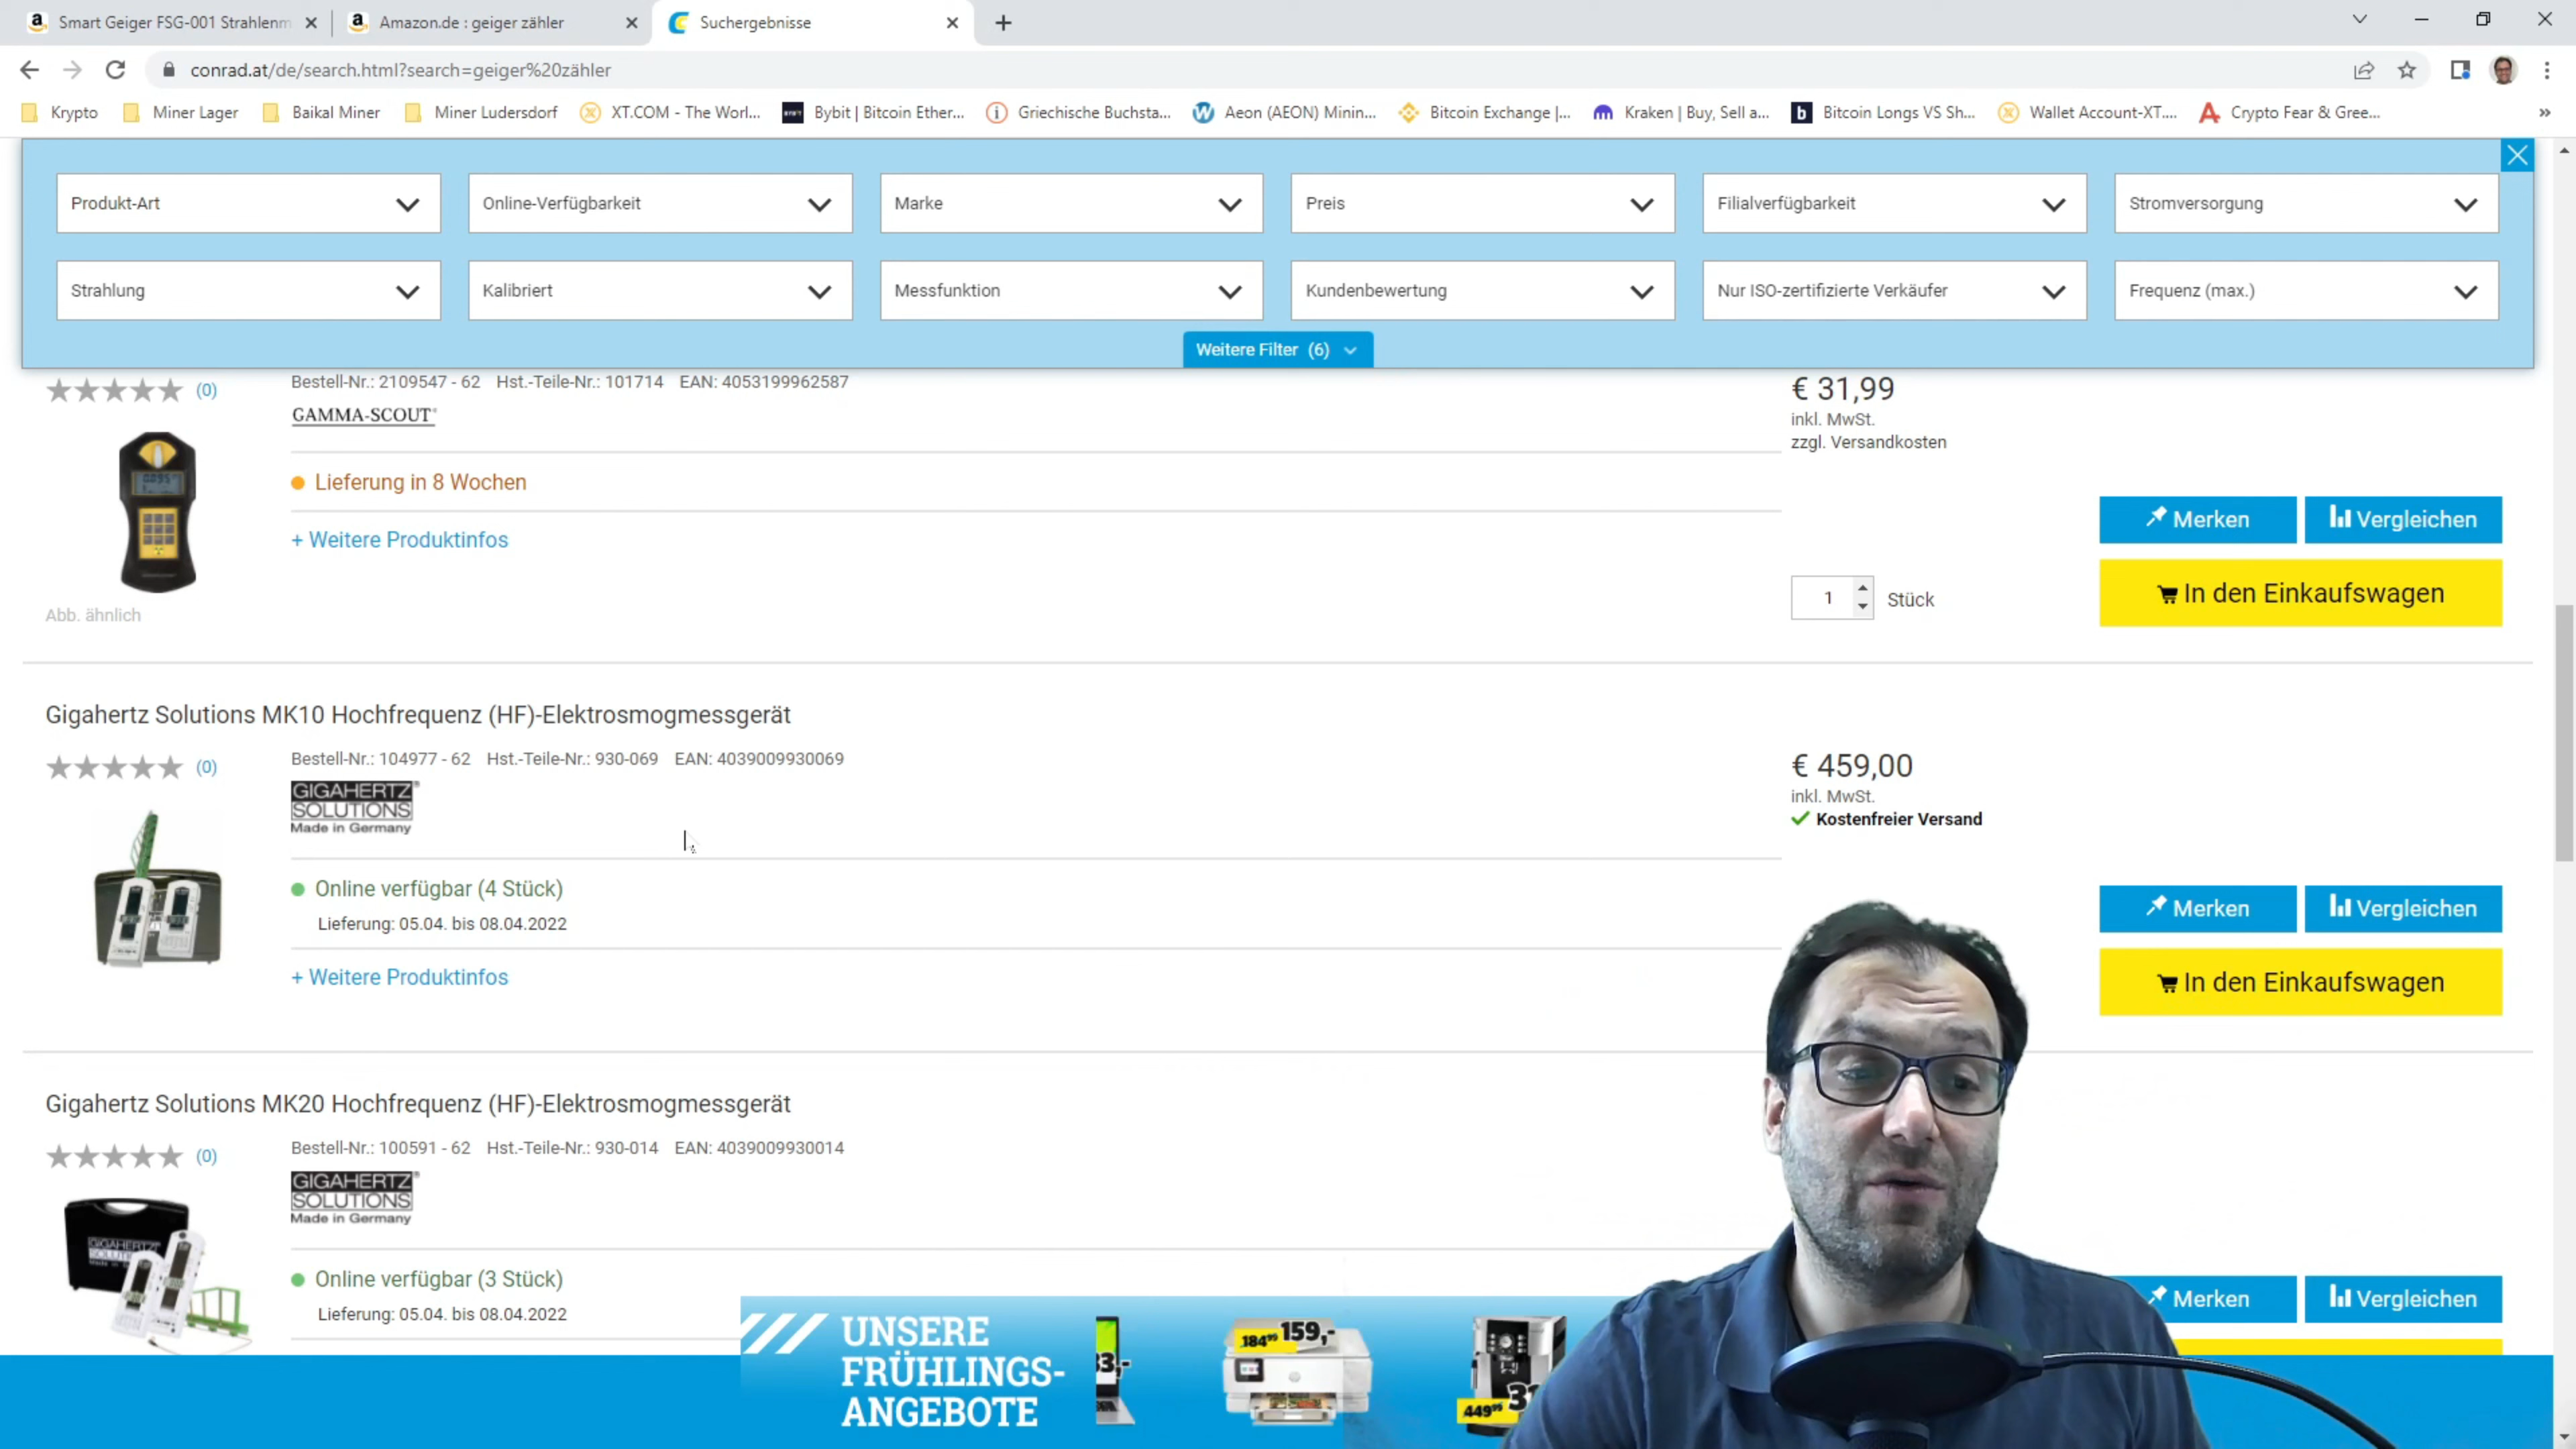 Smart Geiger FSG-001 Strahlenm
Amazon.de : geiger zähler
Suchergebnisse
conrad.at/de/search.html?search=geiger%20zähler
Krypto
Miner Lager
Baikal Miner
Miner Ludersdorf
XT.COM - The Worl...
Bybit | Bitcoin Ether...
Griechische Buchsta...
Aeon (AEON) Minin...
Bitcoin Exchange |...
Kraken | Buy, Sell a...
Bitcoin Longs VS Sh...
Wallet Account-XT....
Crypto Fear & Gree...
Produkt-Art
Online-Verfügbarkeit
Marke
Preis
Filialverfügbarkeit
Stromversorgung
Strahlung
Kalibriert
Messfunktion
Kundenbewertung
Nur ISO-zertifizierte Verkäufer
Frequenz (max.)
Weitere Filter (6)
(0)
Bestell-Nr.: 2109547 - 62 Hst.-Teile-Nr.: 101714 EAN: 4053199962587
GAMMA-SCOUT®
€ 31,99
inkl. MwSt.
zzgl. Versandkosten
Lieferung in 8 Wochen
+ Weitere Produktinfos
Merken
Vergleichen
1 Stück
In den Einkaufswagen
Abb. ähnlich
Gigahertz Solutions MK10 Hochfrequenz (HF)-Elektrosmogmessgerät
(0)
Bestell-Nr.: 104977 - 62 Hst.-Teile-Nr.: 930-069 EAN: 4039009930069
GIGAHERTZ®
SOLUTIONS
Made in Germany
€ 459,00
inkl. MwSt.
Kostenfreier Versand
Online verfügbar (4 Stück)
Lieferung: 05.04. bis 08.04.2022
+ Weitere Produktinfos
Merken
Vergleichen
In den Einkaufswagen
Gigahertz Solutions MK20 Hochfrequenz (HF)-Elektrosmogmessgerät
(0)
Bestell-Nr.: 100591 - 62 Hst.-Teile-Nr.: 930-014 EAN: 4039009930014
GIGAHERTZ®
SOLUTIONS
Made in Germany
Online verfügbar (3 Stück)
Lieferung: 05.04. bis 08.04.2022
Merken
Vergleichen
UNSERE
FRÜHLINGS-
ANGEBOTE
184⁹⁹ 159,-
449⁹⁵